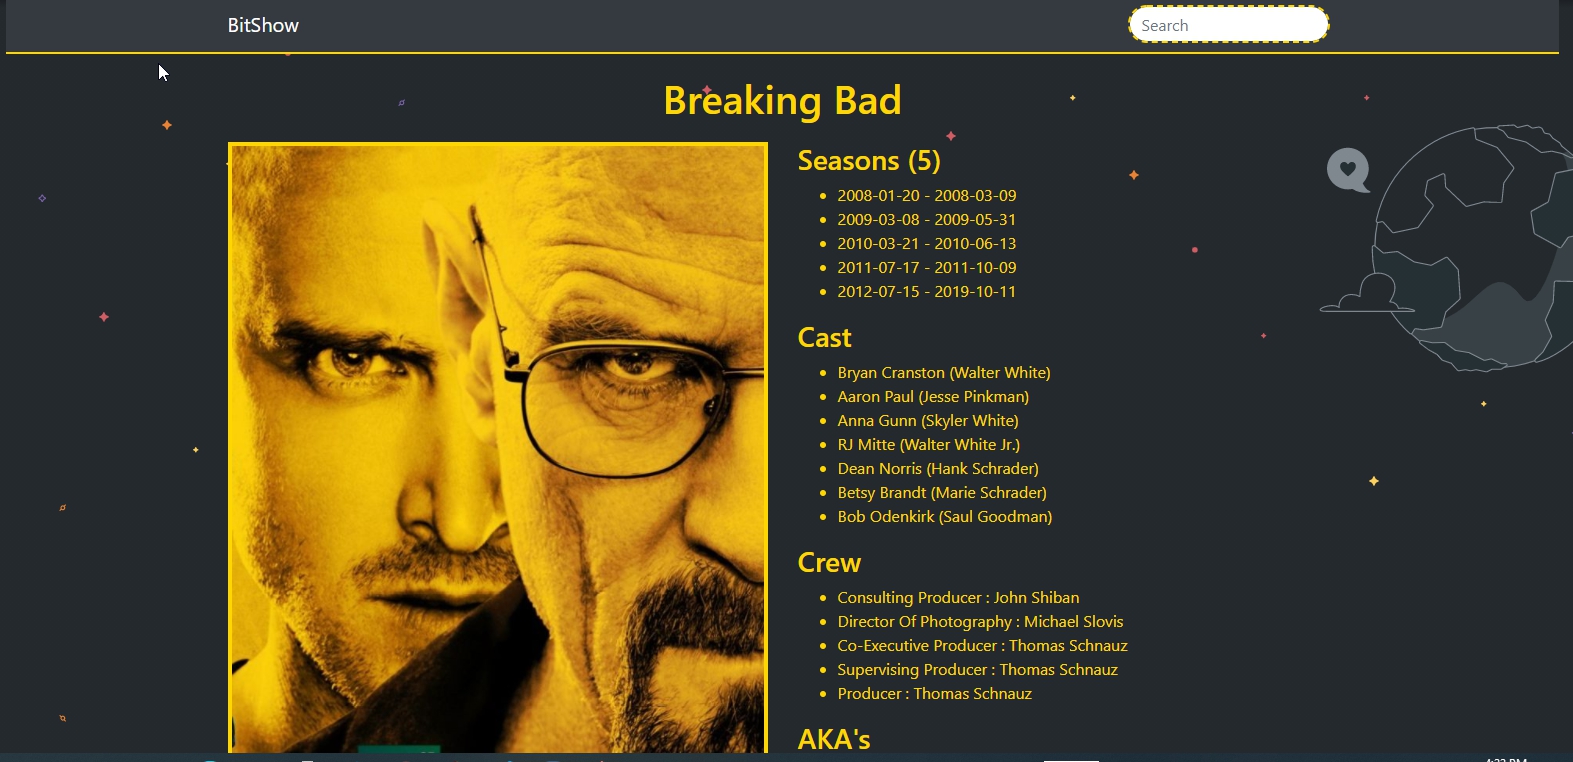 BitShow
Search
Breaking Bad
Seasons (5)
2008-01-20 - 2008-03-09
2009-03-08 - 2009-05-31
2010-03-21 - 2010-06-13
2011-07-17 - 2011-10-09
2012-07-15 - 2019-10-11
Cast
Bryan Cranston (Walter White)
Aaron Paul (Jesse Pinkman)
Anna Gunn (Skyler White)
RJ Mitte (Walter White Jr.)
Dean Norris (Hank Schrader)
Betsy Brandt (Marie Schrader)
Bob Odenkirk (Saul Goodman)
Crew
Consulting Producer : John Shiban
Director Of Photography : Michael Slovis
Co-Executive Producer : Thomas Schnauz
Supervising Producer : Thomas Schnauz
Producer : Thomas Schnauz
AKA's